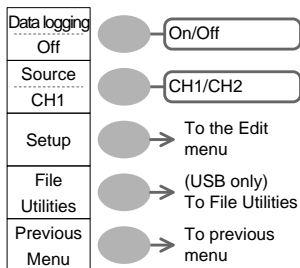 Data logging
Off
On/Off
Source
CH1
CH1/CH2
Setup
To the Edit
menu
File
Utilities
(USB only)
To File Utilities
Previous
Menu
To previous
menu